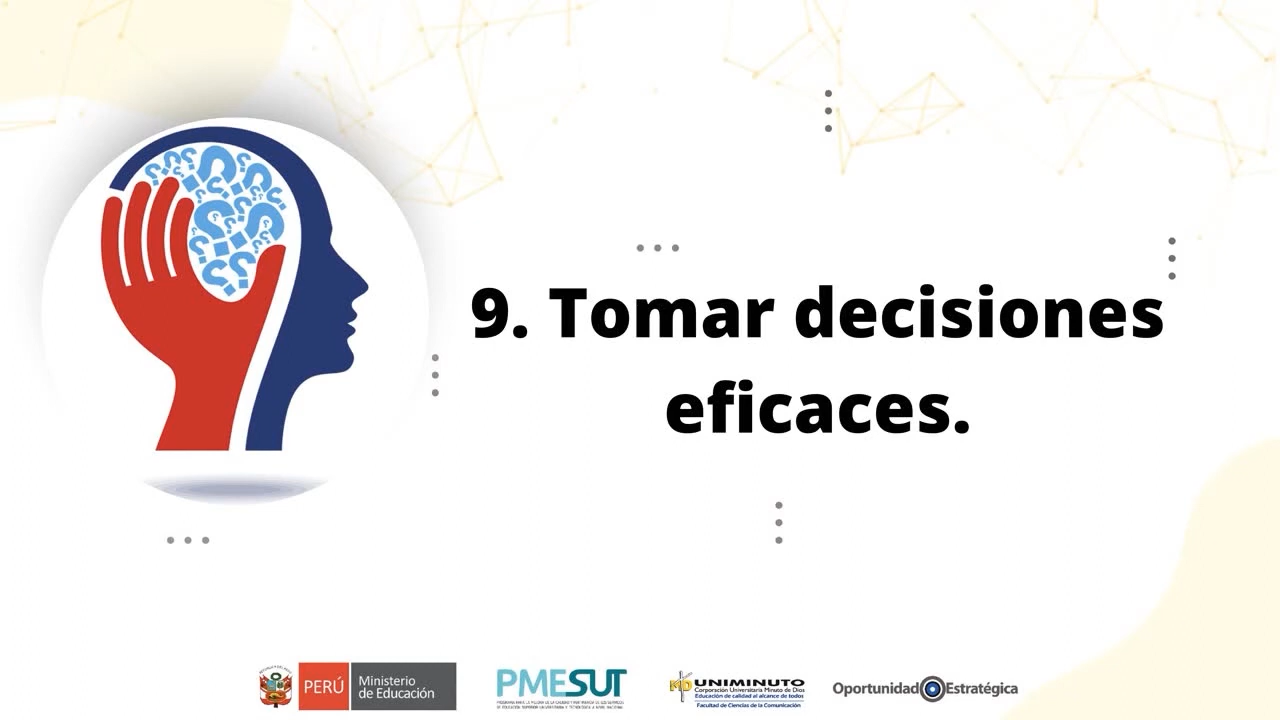 9. Tomar decisiones
eficaces.
PERÚ
Ministerio
de Educación
PMESUT
UNIMINUTO
Corporación Universitaria Minuto de Dios
Educación de calidad al alcance de todos
Facultad de Ciencias de la Comunicación
Oportunidad Estratégica